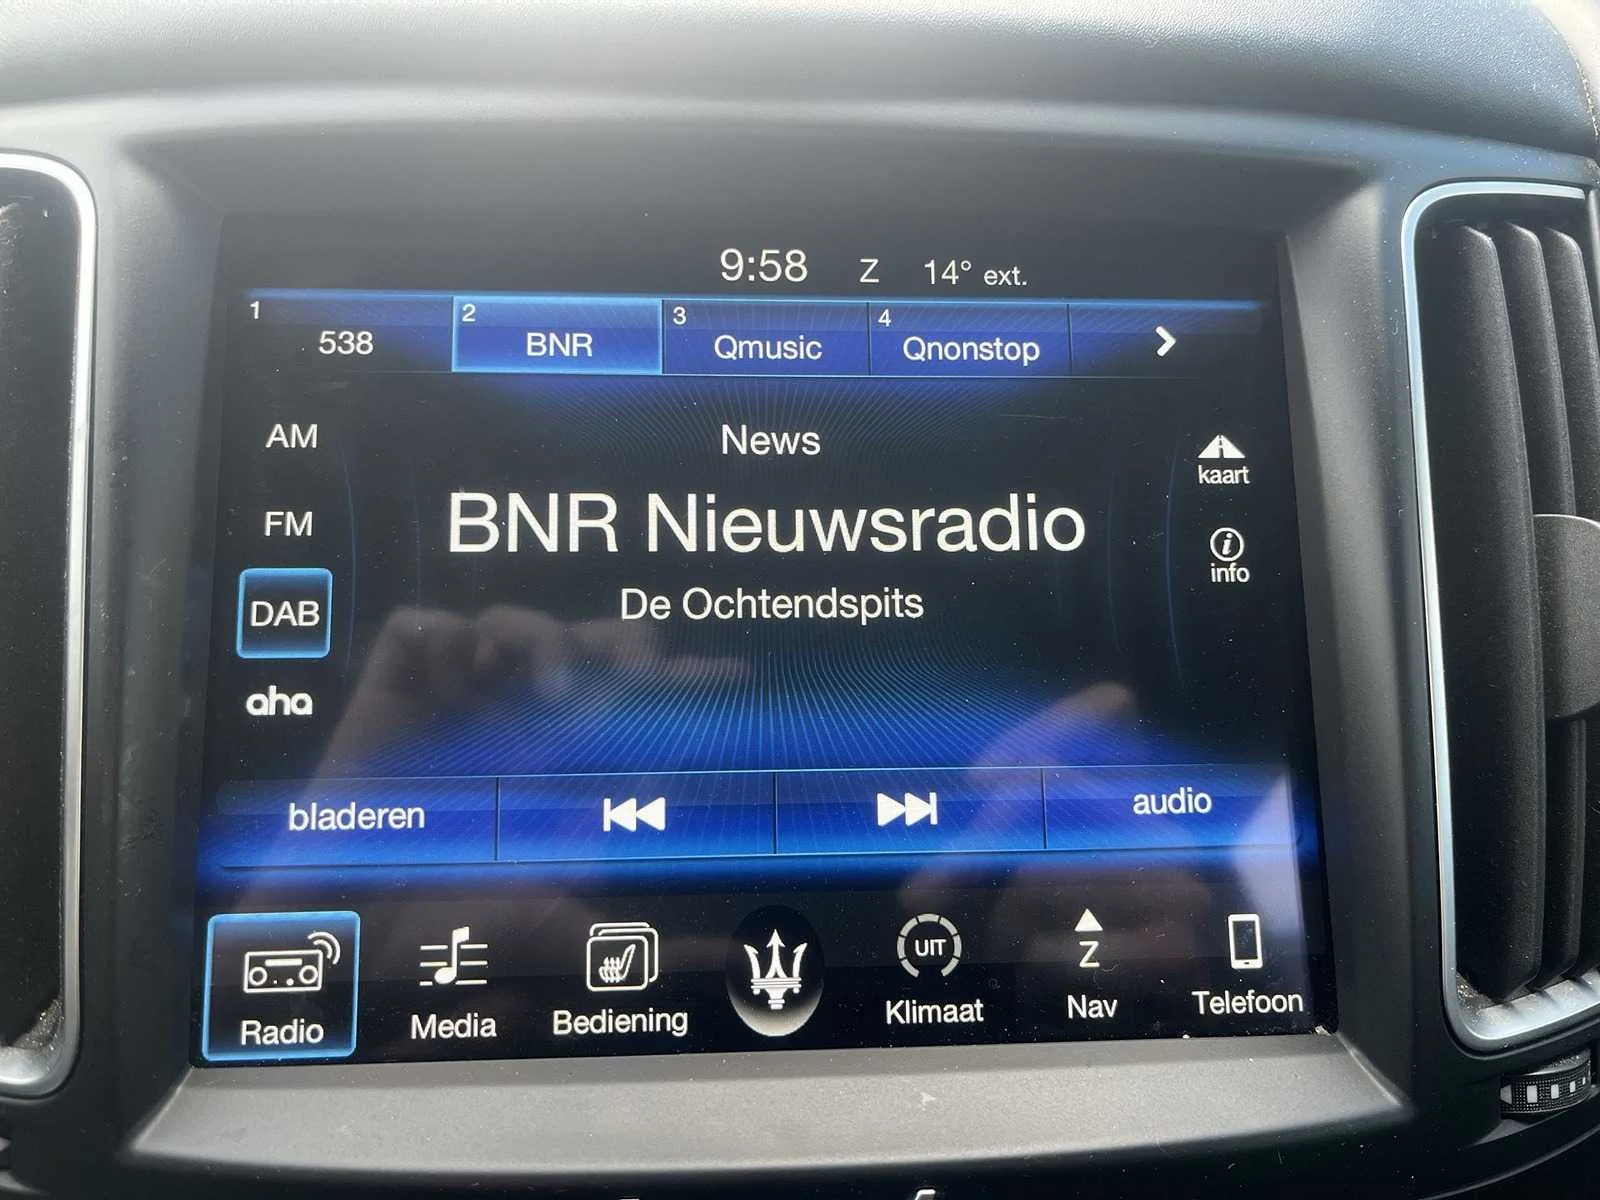 9:58 Z 14° ext.
1 538 2 BNR 3 Qmusic 4 Qnonstop
AM
News
kaart
FM
BNR Nieuwsradio
info
DAB
De Ochtendspits
aha
bladeren audio
UIT
Z
Radio Media Bediening Klimaat Nav Telefoon